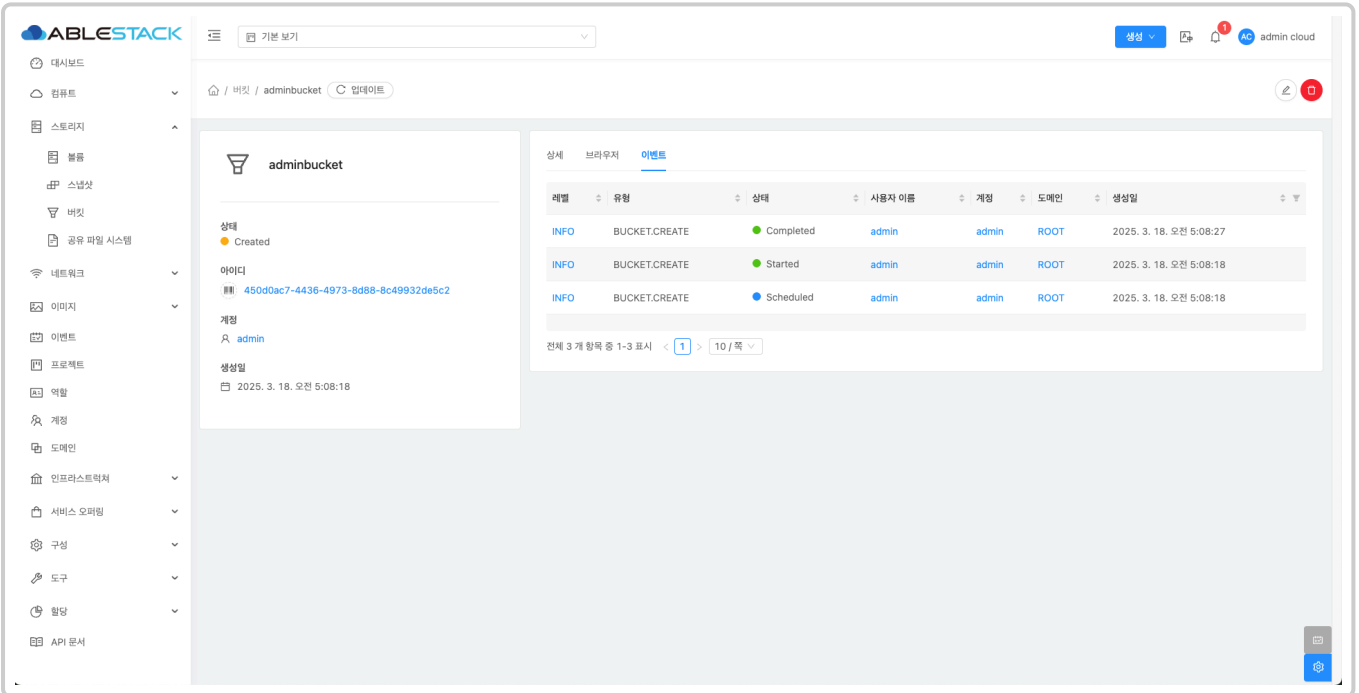 ABLESTACK
기본 보기
생성
1
AC
admin cloud
대시보드
컴퓨트
스토리지
볼륨
스냅샷
버킷
공유 파일 시스템
네트워크
이미지
이벤트
프로젝트
역할
계정
도메인
인프라스트럭쳐
서비스 오퍼링
구성
도구
할당
API 문서
/ 버킷 / adminbucket 업데이트
adminbucket
상태
Created
아이디
450d0ac7-4436-4973-8d88-8c49932de5c2
계정
admin
생성일
2025. 3. 18. 오전 5:08:18
상세 브라우저 이벤트
레벨 유형 상태 사용자 이름 계정 도메인 생성일
INFO BUCKET.CREATE Completed admin admin ROOT 2025. 3. 18. 오전 5:08:27
INFO BUCKET.CREATE Started admin admin ROOT 2025. 3. 18. 오전 5:08:18
INFO BUCKET.CREATE Scheduled admin admin ROOT 2025. 3. 18. 오전 5:08:18
전체 3 개 항목 중 1-3 표시 < 1 > 10 / 쪽